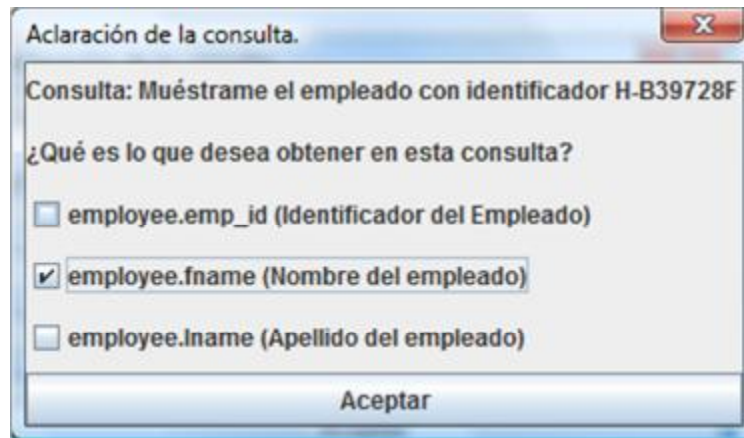 Aclaración de la consulta.
Consulta: Muéstrame el empleado con identificador H-B39728F
¿Qué es lo que desea obtener en esta consulta?
employee.emp_id (Identificador del Empleado)
employee.fname (Nombre del empleado)
employee.lname (Apellido del empleado)
Aceptar